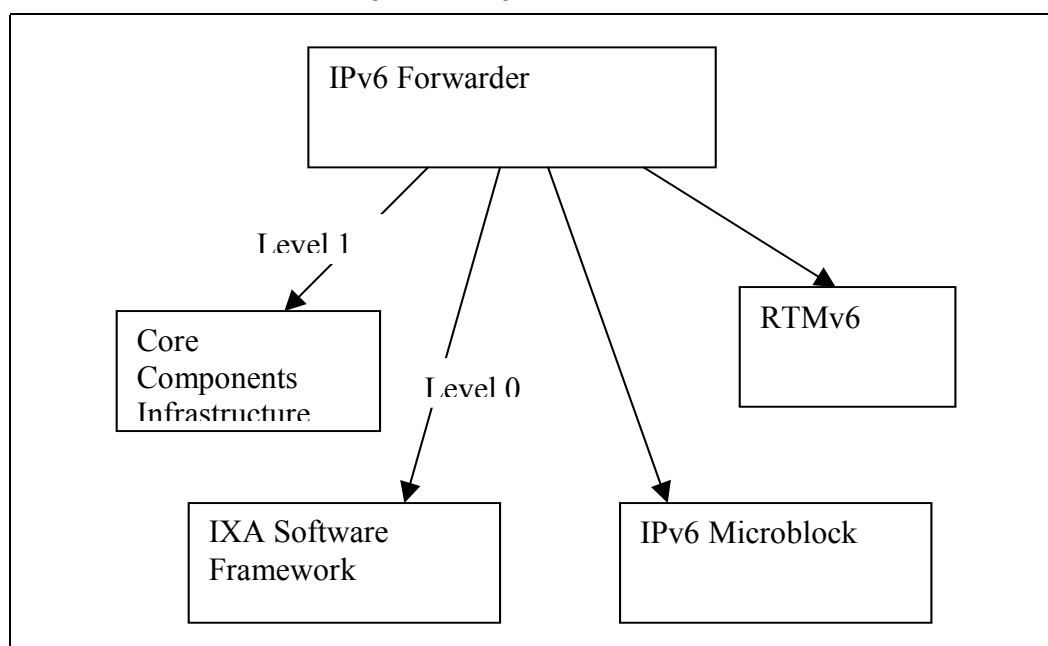 IPv6 Forwarder
Level 1
Core
Components
Infrastructure
RTMv6
Level 0
IXA Software
Framework
IPv6 Microblock